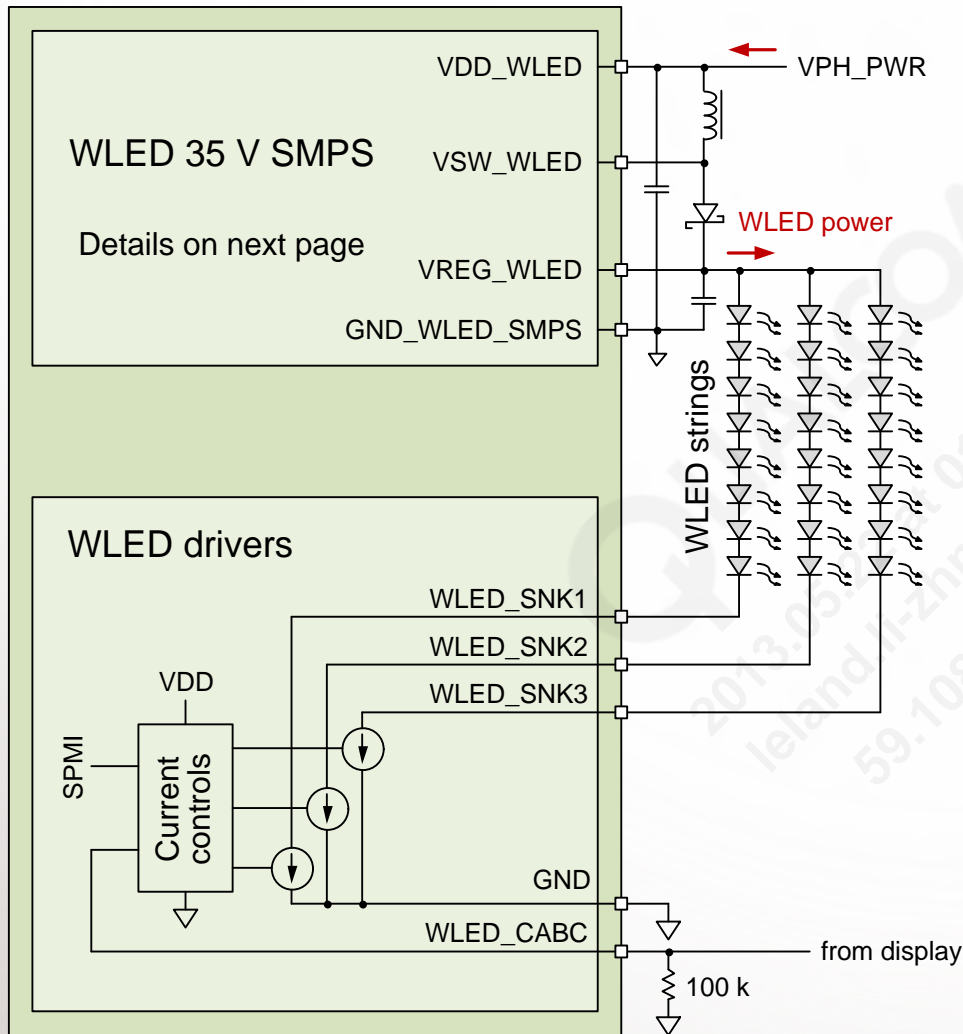 VDD_WLED
VPH_PWR
WLED 35 V SMPS
VSW_WLED
Details on next page
WLED power
VREG_WLED
GND_WLED_SMPS
WLED strings
WLED drivers
WLED_SNK1
WLED_SNK2
WLED_SNK3
VDD
SPMI
Current
controls
GND
WLED_CABC
from display
100 k